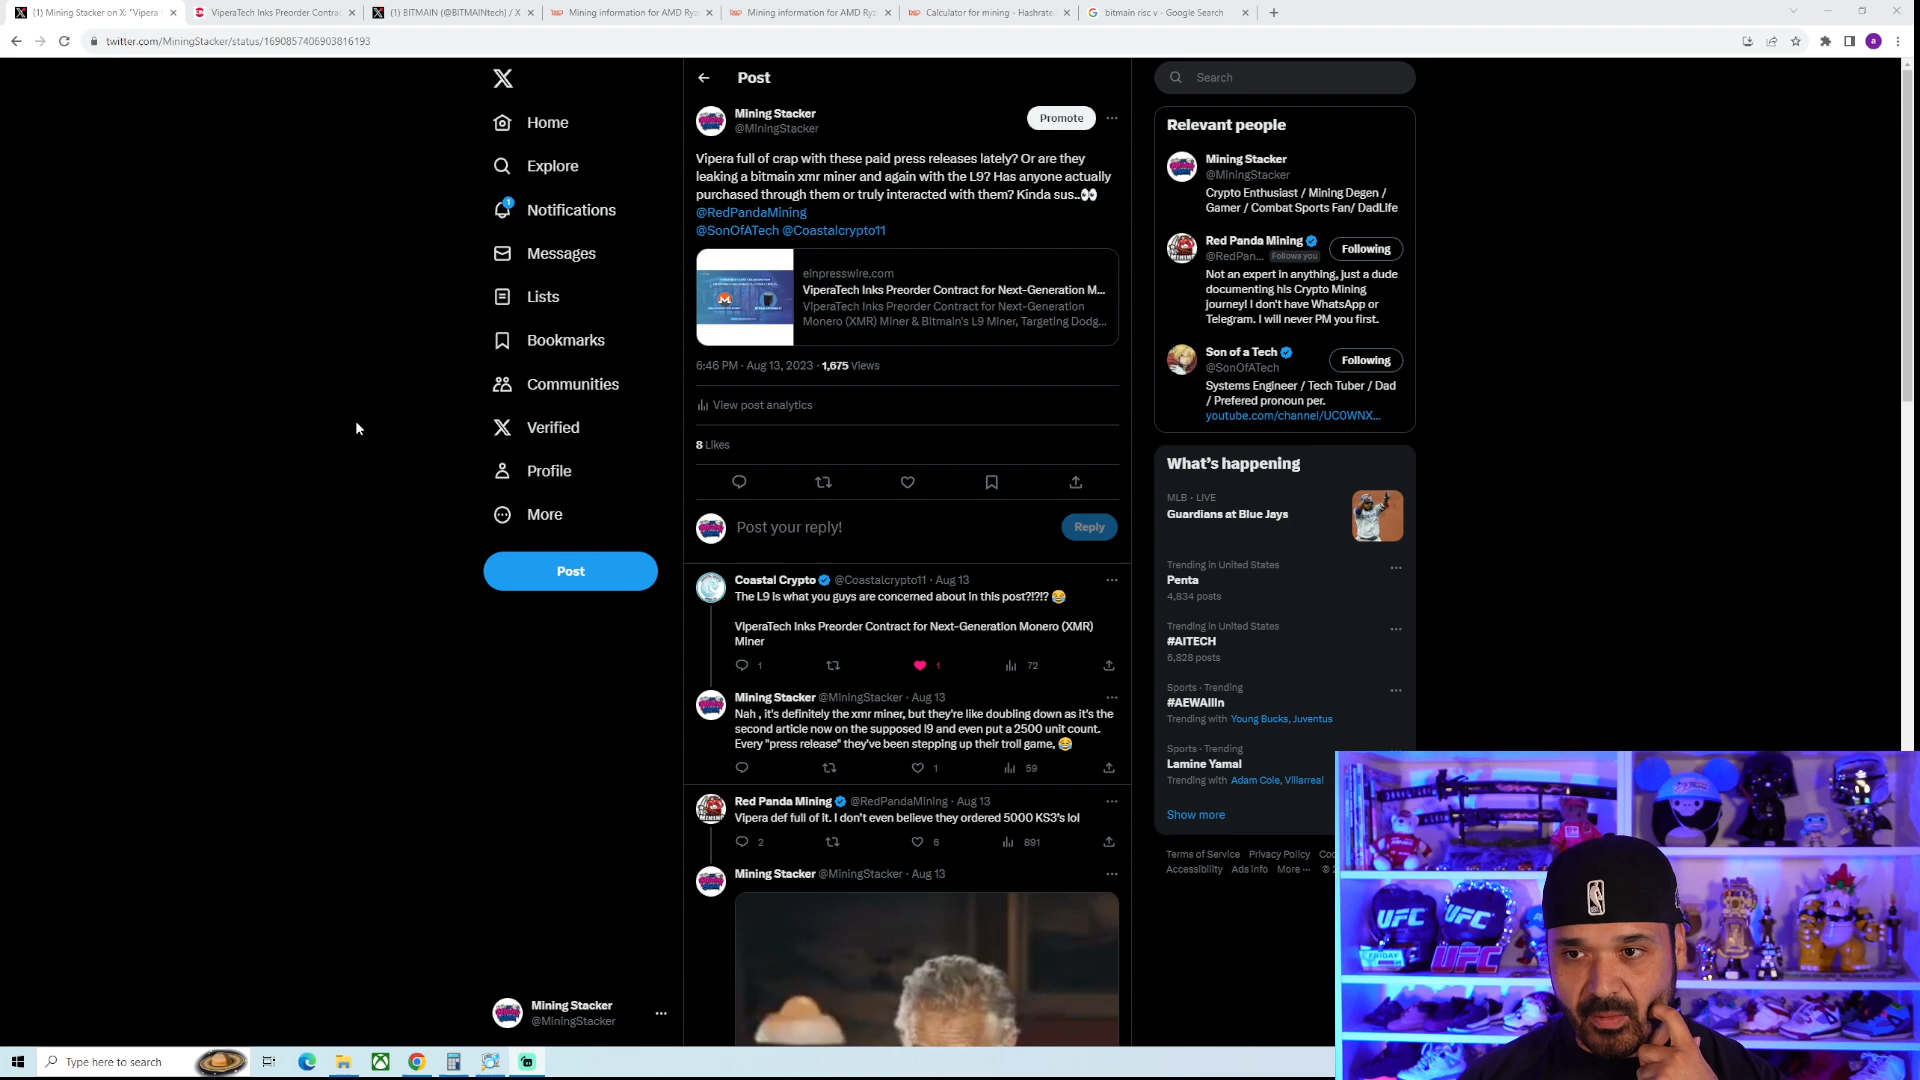 (1) Mining Stacker on X: "Vipera
ViperaTech Inks Preorder Contra
(1) BITMAIN (@BITMAINtech) / X
Mining information for AMD Ryz
Mining information for AMD Ryz
Calculator for mining - Hashrate
bitmain risc v - Google Search
twitter.com/MiningStacker/status/1690857406903816193
a
Home
Explore
1
Notifications
Messages
Lists
Bookmarks
Communities
Verified
Profile
More
Post
Mining Stacker
@MiningStacker
Post
Mining Stacker
@MiningStacker
Promote
Vipera full of crap with these paid press releases lately? Or are they
leaking a bitmain xmr miner and again with the L9? Has anyone actually
purchased through them or truly interacted with them? Kinda sus..👀
@RedPandaMining
@SonOfATech @Coastalcrypto11
einpresswire.com
ViperaTech Inks Preorder Contract for Next-Generation M...
ViperaTech Inks Preorder Contract for Next-Generation
Monero (XMR) Miner & Bitmain's L9 Miner, Targeting Dodg...
6:46 PM · Aug 13, 2023 · 1,675 Views
View post analytics
8 Likes
Post your reply!
Reply
Coastal Crypto @Coastalcrypto11 · Aug 13
The L9 is what you guys are concerned about in this post?!?!? 😂
ViperaTech Inks Preorder Contract for Next-Generation Monero (XMR)
Miner
1 1 72
Mining Stacker @MiningStacker · Aug 13
Nah , it's definitely the xmr miner, but they're like doubling down as it's the
second article now on the supposed l9 and even put a 2500 unit count.
Every "press release" they've been stepping up their troll game, 😂
1 59
Red Panda Mining @RedPandaMining · Aug 13
Vipera def full of it. I don't even believe they ordered 5000 KS3's lol
2 6 891
Mining Stacker @MiningStacker · Aug 13
Search
Relevant people
Mining Stacker
@MiningStacker
Crypto Enthusiast / Mining Degen /
Gamer / Combat Sports Fan/ DadLife
Red Panda Mining
@RedPan... Follows you
Following
Not an expert in anything, just a dude
documenting his Crypto Mining
journey! I don't have WhatsApp or
Telegram. I will never PM you first.
Son of a Tech
@SonOfATech
Following
Systems Engineer / Tech Tuber / Dad
/ Prefered pronoun per.
youtube.com/channel/UC0WNX...
What's happening
MLB · LIVE
Guardians at Blue Jays
Trending in United States
Penta
4,834 posts
Trending in United States
#AITECH
6,828 posts
Sports · Trending
#AEWAllIn
Trending with Young Bucks, Juventus
Sports · Trending
Lamine Yamal
Trending with Adam Cole, Villarreal
Show more
Terms of Service Privacy Policy
Accessibility Ads info More ···
UFC
UFC
UFC
FRIDAY
Type here to search